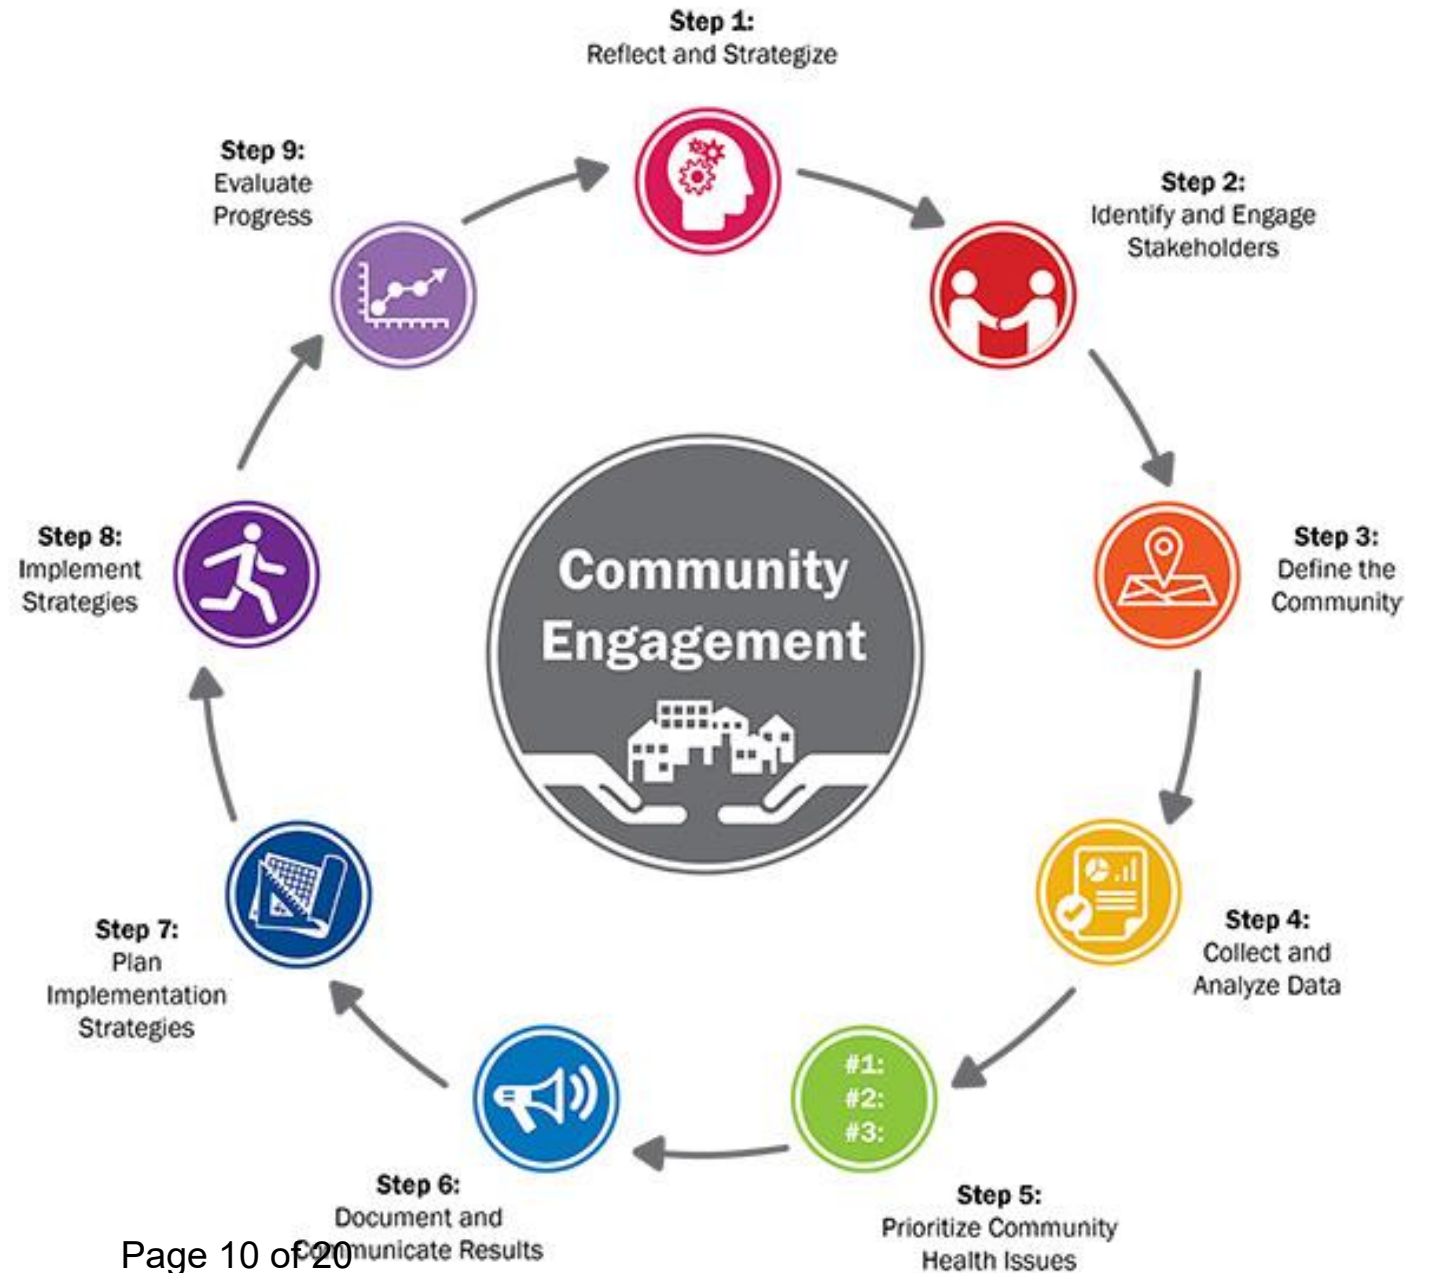 Step 1:
Reflect and Strategize
Step 2:
Identify and Engage
Stakeholders
Step 3:
Define the
Community
Step 4:
Collect and
Analyze Data
Step 5:
Prioritize Community
Health Issues
Step 6:
Document and
Communicate Results
Step 7:
Plan
Implementation
Strategies
Step 8:
Implement
Strategies
Step 9:
Evaluate
Progress
Community
Engagement
#1:
#2:
#3:
Page 10 of 20